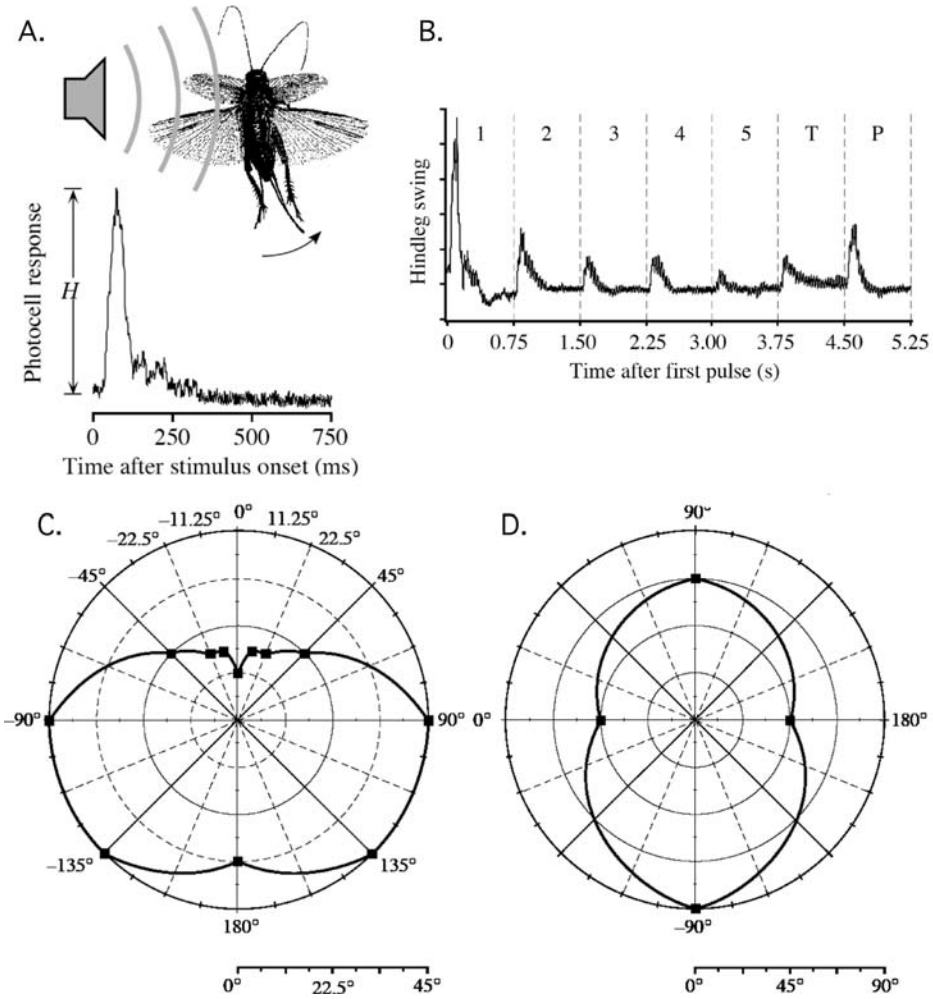 A.
Photocell response
H
0 250 500 750
Time after stimulus onset (ms)
B.
Hindleg swing
1 2 3 4 5 T P
0 0.75 1.50 2.25 3.00 3.75 4.50 5.25
Time after first pulse (s)
C.
0°
–11.25° 11.25°
–22.5° 22.5°
–45° 45°
–90° 90°
–135° 135°
180°
0° 22.5° 45°
D.
90°
0° 180°
–90°
0° 45° 90°